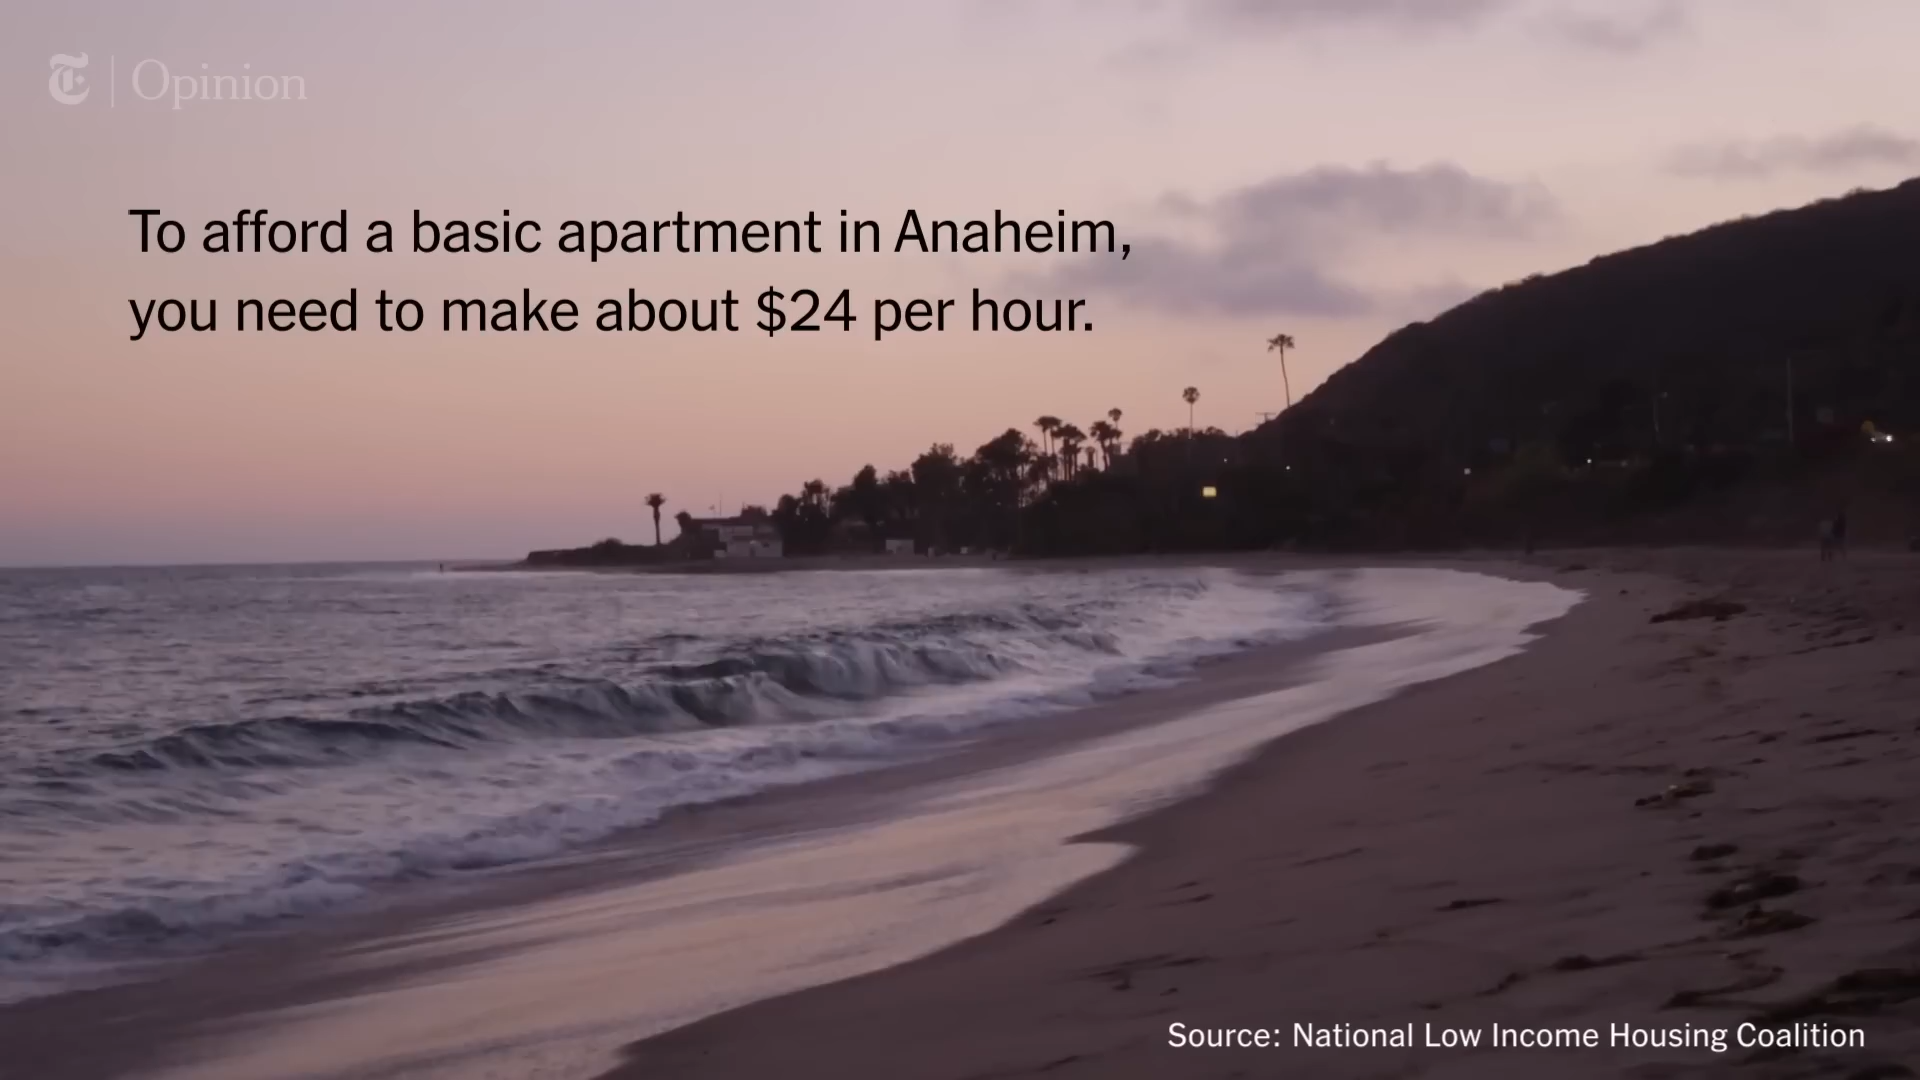 T | Opinion
To afford a basic apartment in Anaheim,
you need to make about $24 per hour.
Source: National Low Income Housing Coalition